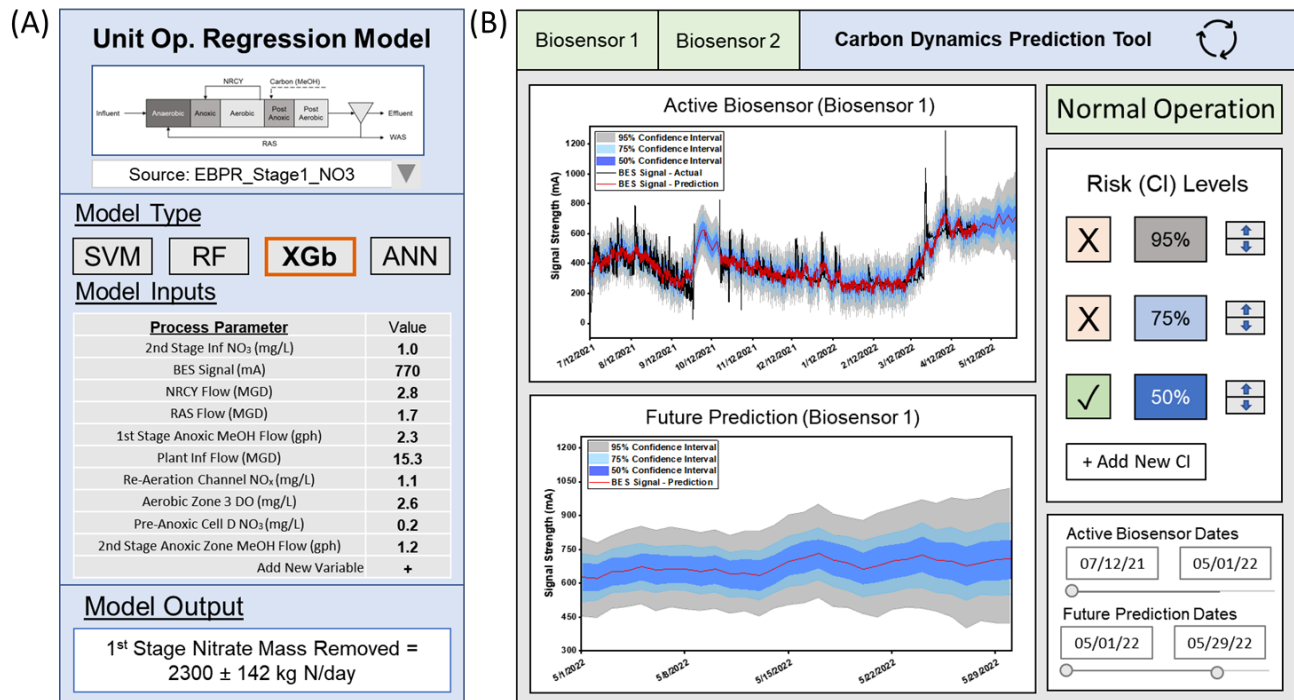 (A)
Unit Op. Regression Model
NRCY
Carbon (MeOH)
Influent
Anaerobic
Anoxic
Aerobic
Post
Anoxic
Post
Aerobic
Effluent
WAS
RAS
Source: EBPR_Stage1_NO3
Model Type
SVM
RF
XGb
ANN
Model Inputs
Process Parameter Value
2nd Stage Inf NO₃ (mg/L) 1.0
BES Signal (mA) 770
NRCY Flow (MGD) 2.8
RAS Flow (MGD) 1.7
1st Stage Anoxic MeOH Flow (gph) 2.3
Plant Inf Flow (MGD) 15.3
Re-Aeration Channel NOₓ (mg/L) 1.1
Aerobic Zone 3 DO (mg/L) 2.6
Pre-Anoxic Cell D NO₃ (mg/L) 0.2
2nd Stage Anoxic Zone MeOH Flow (gph) 1.2
Add New Variable +
Model Output
1st Stage Nitrate Mass Removed =
2300 ± 142 kg N/day
(B)
Biosensor 1
Biosensor 2
Carbon Dynamics Prediction Tool
Active Biosensor (Biosensor 1)
95% Confidence Interval
75% Confidence Interval
50% Confidence Interval
BES Signal - Actual
BES Signal - Prediction
Signal Strength (mA)
1200
1000
800
600
400
200
0
7/12/2021
8/12/2021
9/12/2021
10/12/2021
11/12/2021
12/12/2021
1/12/2022
2/12/2022
3/12/2022
4/12/2022
5/12/2022
Future Prediction (Biosensor 1)
95% Confidence Interval
75% Confidence Interval
50% Confidence Interval
BES Signal - Prediction
Signal Strength (mA)
1200
1050
900
750
600
450
300
5/1/2022
5/8/2022
5/15/2022
5/22/2022
5/29/2022
Normal Operation
Risk (CI) Levels
X 95%
X 75%
✓ 50%
+ Add New CI
Active Biosensor Dates
07/12/21 05/01/22
Future Prediction Dates
05/01/22 05/29/22